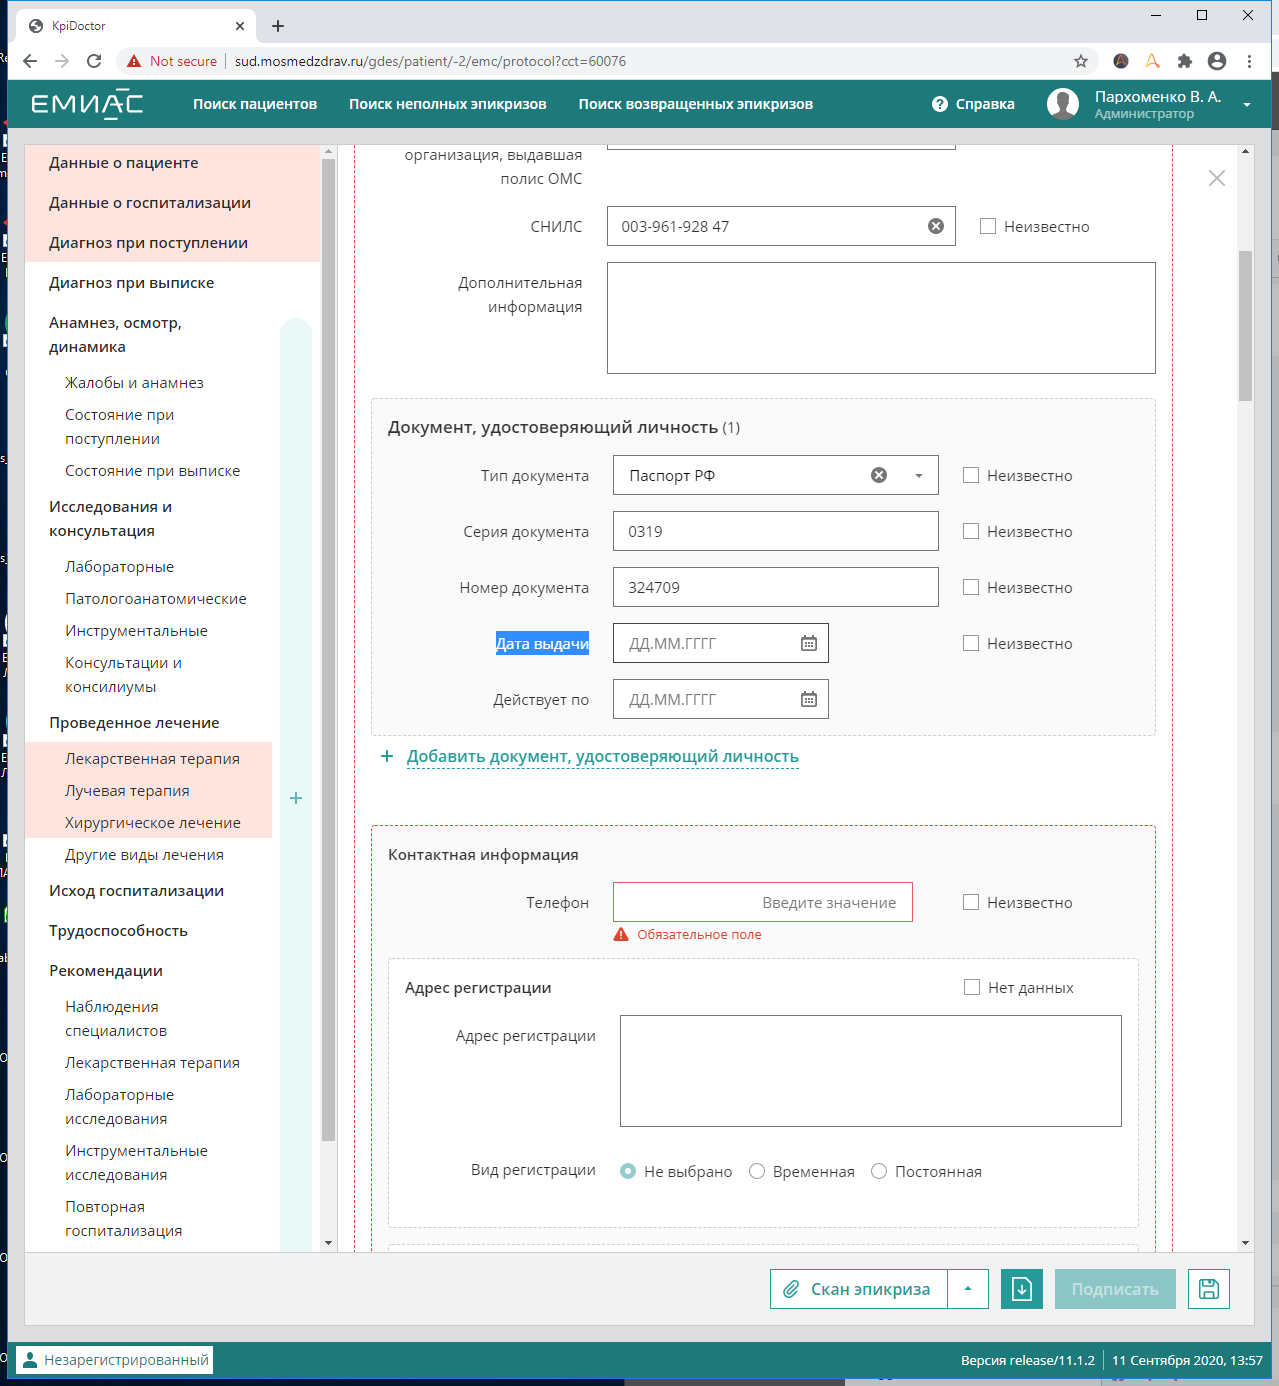 KpiDoctor
Not secure
sud.mosmedzdrav.ru/gdes/patient/-2/emc/protocol?cct=60076
ЕМИАС
Поиск пациентов
Поиск неполных эпикризов
Поиск возвращенных эпикризов
Справка
Пархоменко В. А.
Администратор
Данные о пациенте
Данные о госпитализации
Диагноз при поступлении
Диагноз при выписке
Анамнез, осмотр,
динамика
Жалобы и анамнез
Состояние при
поступлении
Состояние при выписке
Исследования и
консультация
Лабораторные
Патологоанатомические
Инструментальные
Консультации и
консилиумы
Проведенное лечение
Лекарственная терапия
Лучевая терапия
Хирургическое лечение
Другие виды лечения
Исход госпитализации
Трудоспособность
Рекомендации
Наблюдения
специалистов
Лекарственная терапия
Лабораторные
исследования
Инструментальные
исследования
Повторная
госпитализация
организация, выдавшая
полис ОМС
СНИЛС
003-961-928 47
Неизвестно
Дополнительная
информация
Документ, удостоверяющий личность (1)
Тип документа
Паспорт РФ
Неизвестно
Серия документа
0319
Неизвестно
Номер документа
324709
Неизвестно
Дата выдачи
ДД.ММ.ГГГГ
Неизвестно
Действует по
ДД.ММ.ГГГГ
+ Добавить документ, удостоверяющий личность
Контактная информация
Телефон
Введите значение
Неизвестно
Обязательное поле
Адрес регистрации
Нет данных
Адрес регистрации
Вид регистрации
Не выбрано
Временная
Постоянная
Скан эпикриза
Подписать
Незарегистрированный
Версия release/11.1.2
11 Сентября 2020, 13:57